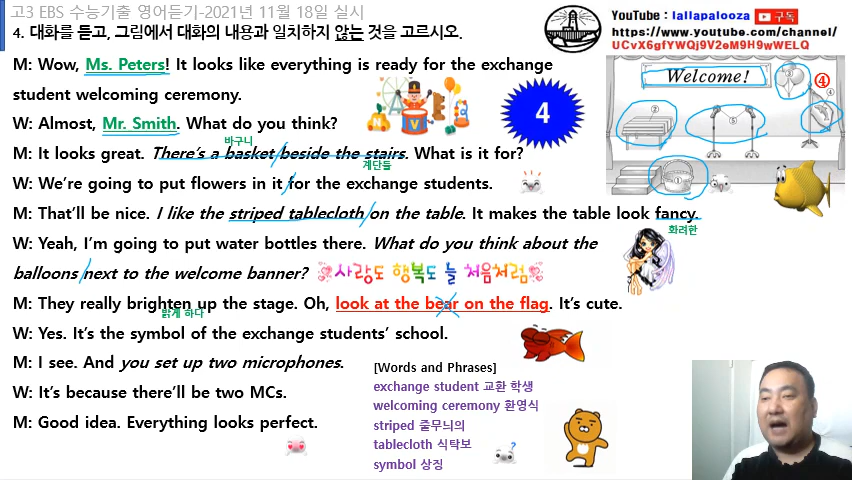 고3 EBS 수능기출 영어듣기-2021년 11월 18일 실시
4. 대화를 듣고, 그림에서 대화의 내용과 일치하지 않는 것을 고르시오.
YouTube : lallapalooza 구독
https://www.youtube.com/channel/
UCvX6gfYWQj9V2eM9H9wWELQ
M: Wow, Ms. Peters! It looks like everything is ready for the exchange
student welcoming ceremony.
W: Almost, Mr. Smith. What do you think?
바구니
M: It looks great. There's a basket beside the stairs. What is it for?
계단들
W: We're going to put flowers in it for the exchange students.
M: That'll be nice. I like the striped tablecloth on the table. It makes the table look fancy.
화려한
W: Yeah, I'm going to put water bottles there. What do you think about the
balloons next to the welcome banner?
사랑도 행복도 늘 처음처럼
M: They really brighten up the stage. Oh, look at the bear on the flag. It's cute.
맑게 하다
W: Yes. It's the symbol of the exchange students' school.
M: I see. And you set up two microphones.
W: It's because there'll be two MCs.
M: Good idea. Everything looks perfect.
4
Welcome!
③
④
④
②
⑤
①
[Words and Phrases]
exchange student 교환 학생
welcoming ceremony 환영식
striped 줄무늬의
tablecloth 식탁보
symbol 상징